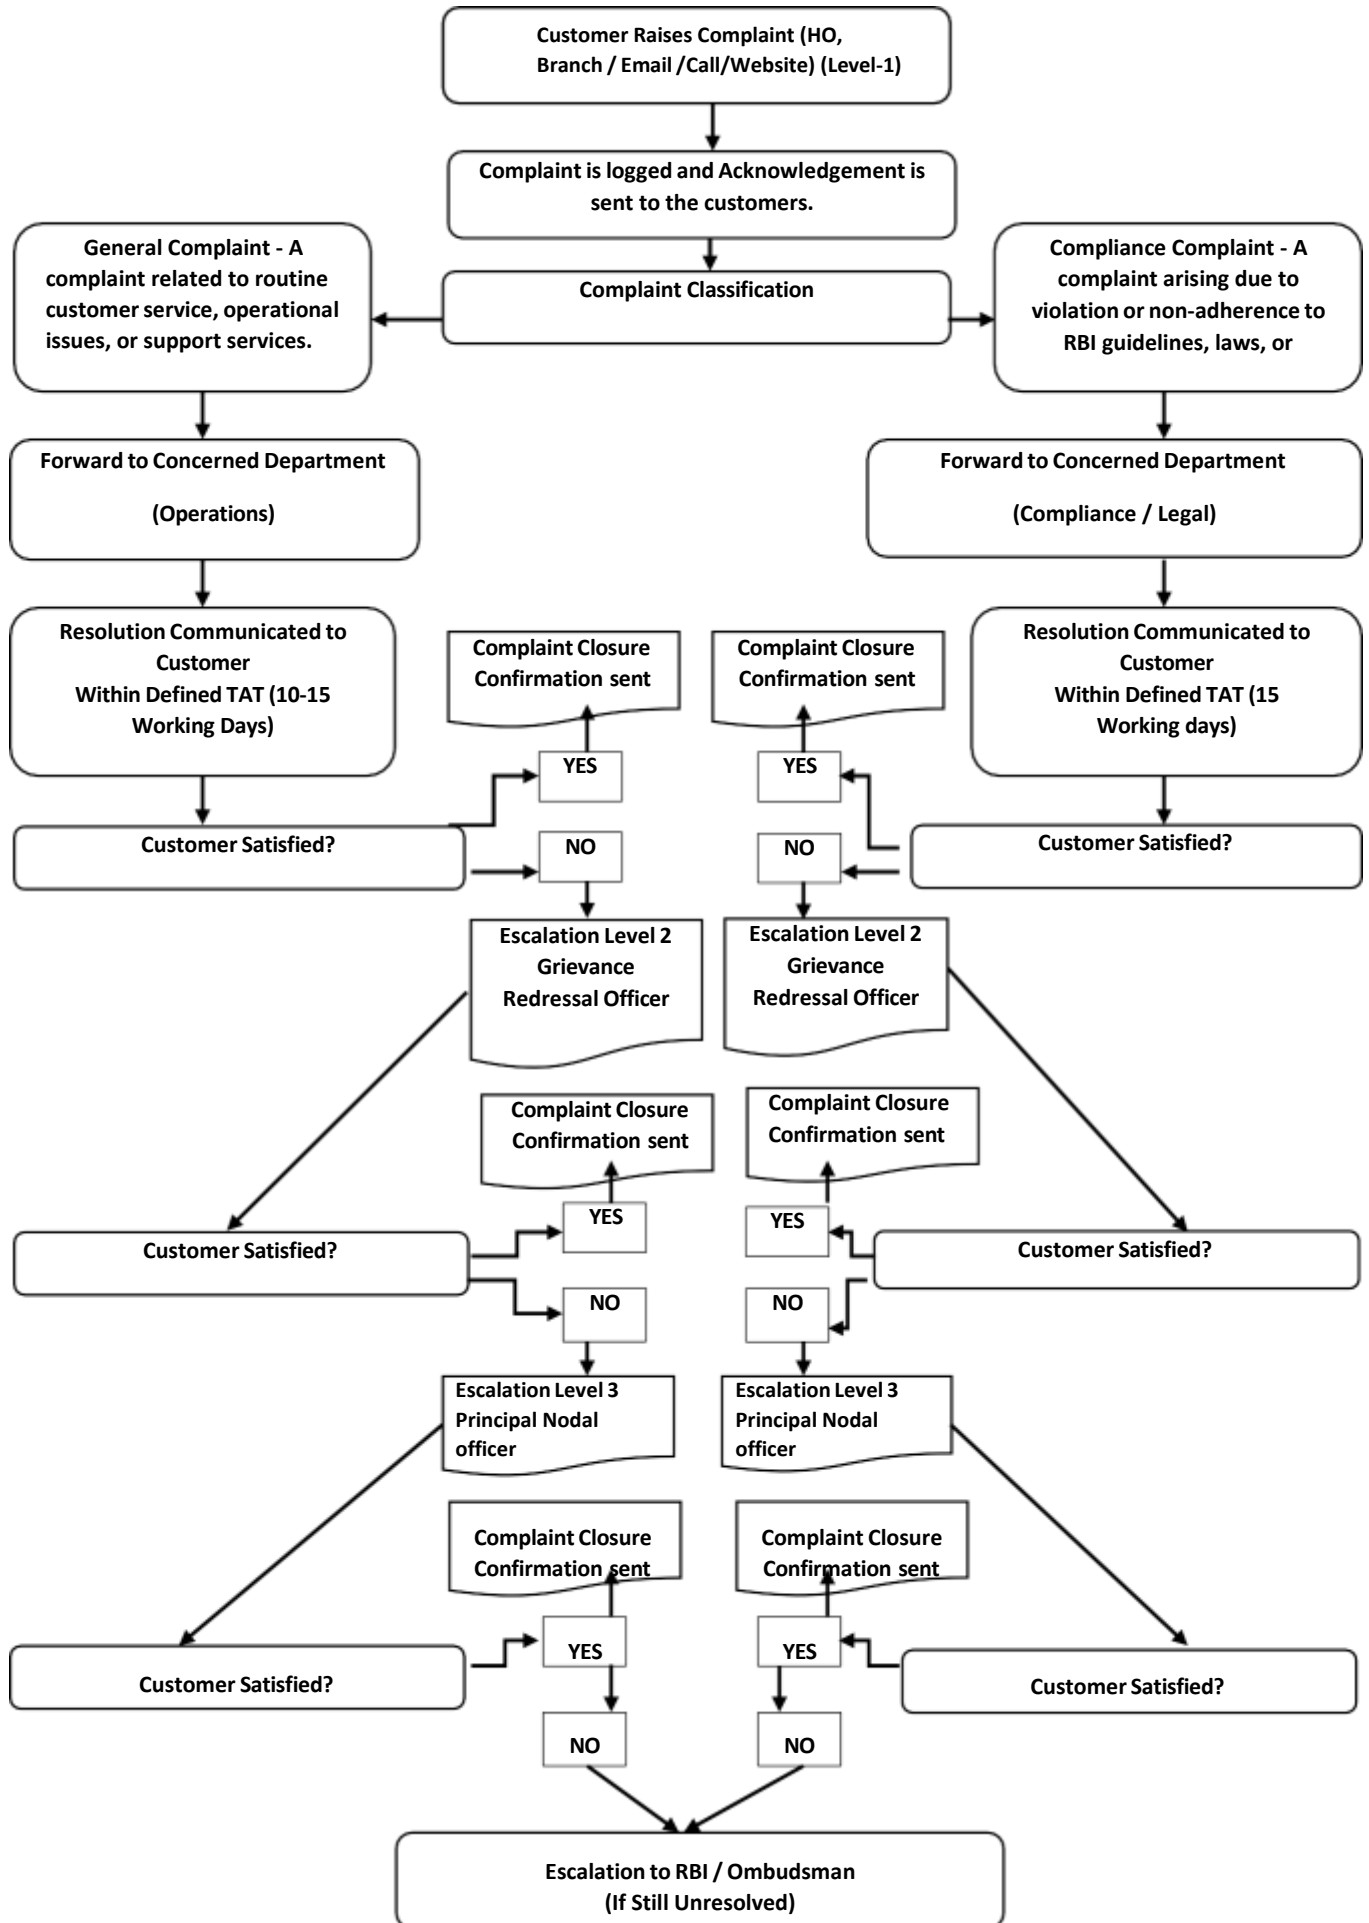 Customer Raises Complaint (HO,
Branch / Email /Call/Website) (Level-1)
Complaint is logged and Acknowledgement is
sent to the customers.
Complaint Classification
General Complaint - A
complaint related to routine
customer service, operational
issues, or support services.
Compliance Complaint - A
complaint arising due to
violation or non-adherence to
RBI guidelines, laws, or
Forward to Concerned Department
(Operations)
Forward to Concerned Department
(Compliance / Legal)
Resolution Communicated to
Customer
Within Defined TAT (10-15
Working Days)
Complaint Closure
Confirmation sent
Complaint Closure
Confirmation sent
Resolution Communicated to
Customer
Within Defined TAT (15
Working days)
YES
YES
Customer Satisfied?
NO
NO
Customer Satisfied?
Escalation Level 2
Grievance
Redressal Officer
Escalation Level 2
Grievance
Redressal Officer
Complaint Closure
Confirmation sent
Complaint Closure
Confirmation sent
YES
YES
Customer Satisfied?
Customer Satisfied?
NO
NO
Escalation Level 3
Principal Nodal
officer
Escalation Level 3
Principal Nodal
officer
Complaint Closure
Confirmation sent
Complaint Closure
Confirmation sent
YES
YES
Customer Satisfied?
Customer Satisfied?
NO
NO
Escalation to RBI / Ombudsman
(If Still Unresolved)